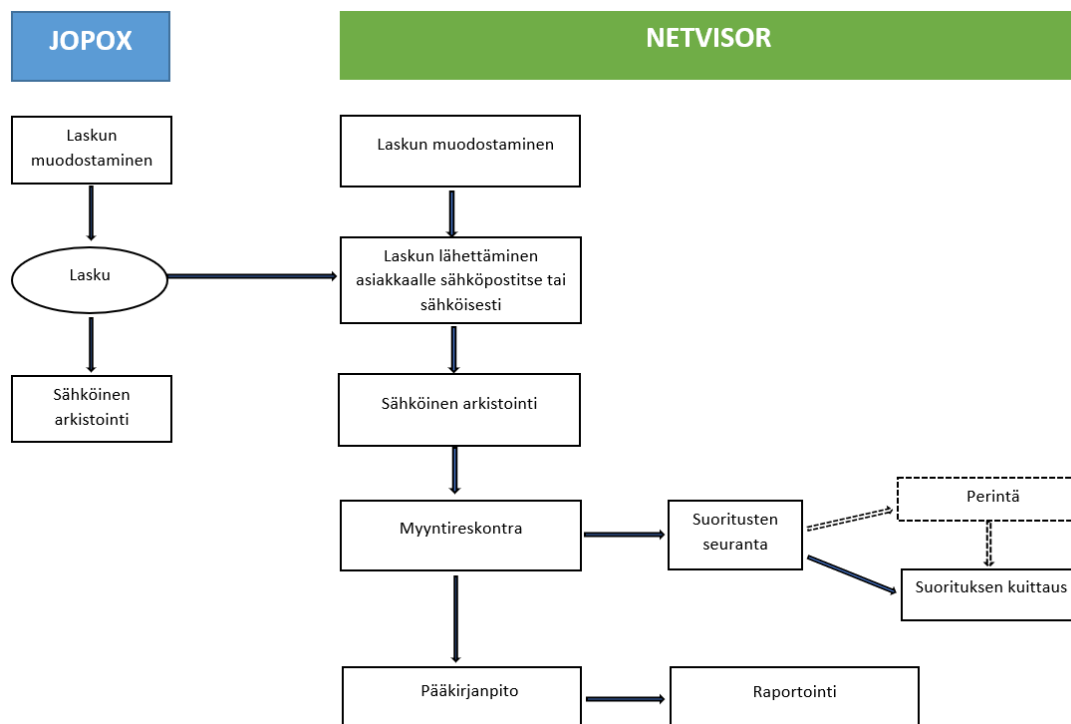 JOPOX
NETVISOR
Laskun
muodostaminen
Laskun muodostaminen
Lasku
Laskun lähettäminen
asiakkaalle sähköpostitse tai
sähköisesti
Sähköinen
arkistointi
Sähköinen arkistointi
Myyntireskontra
Suoritusten
seuranta
Perintä
Suorituksen kuittaus
Pääkirjanpito
Raportointi